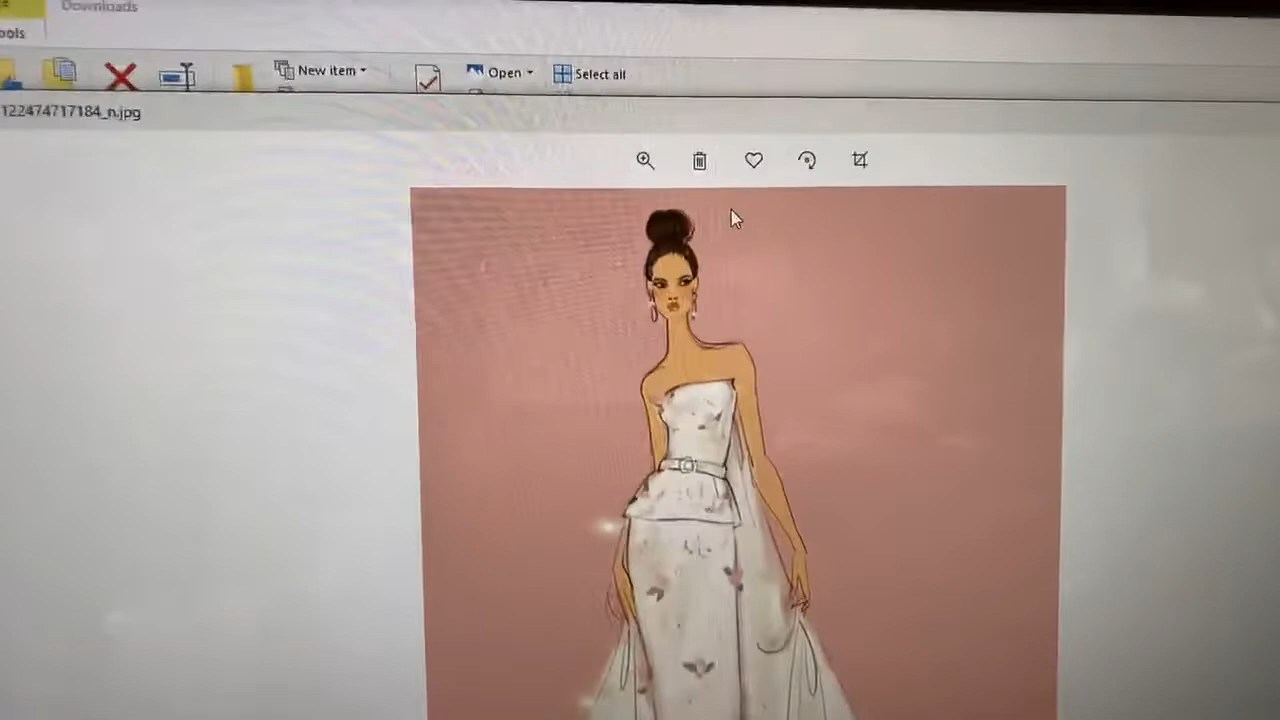 Downloads
ools
New item
Open
Select all
122474717184_n.jpg